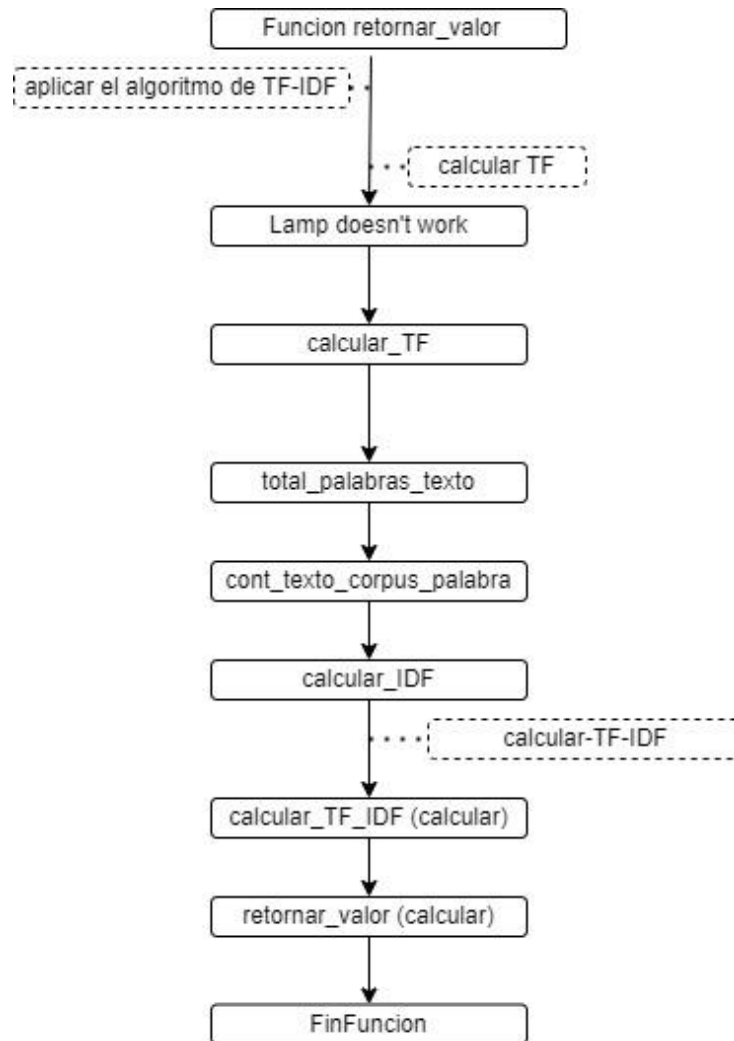 Funcion retornar_valor
aplicar el algoritmo de TF-IDF
calcular TF
Lamp doesn't work
calcular_TF
total_palabras_texto
cont_texto_corpus_palabra
calcular_IDF
calcular-TF-IDF
calcular_TF_IDF (calcular)
retornar_valor (calcular)
FinFuncion